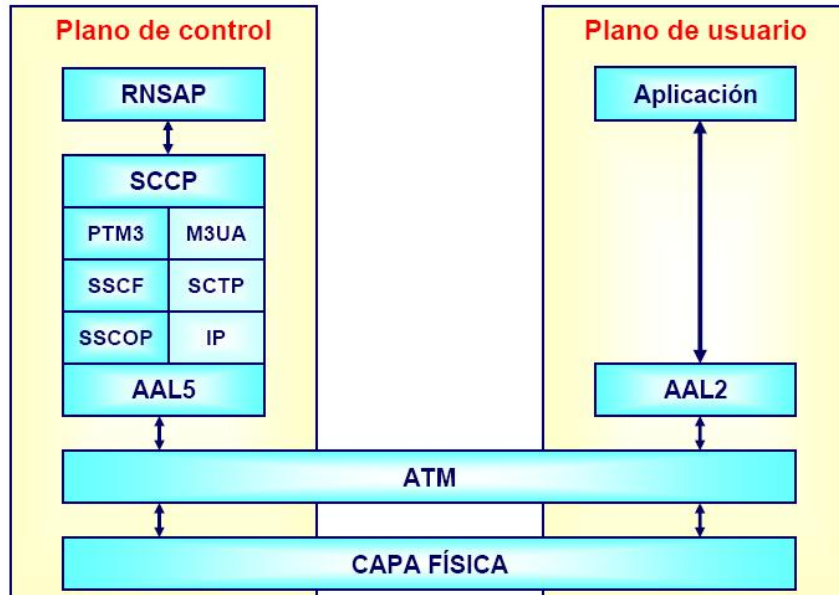 Plano de control
Plano de usuario
RNSAP
Aplicación
SCCP
PTM3
M3UA
SSCF
SCTP
SSCOP
IP
AAL5
AAL2
ATM
CAPA FÍSICA